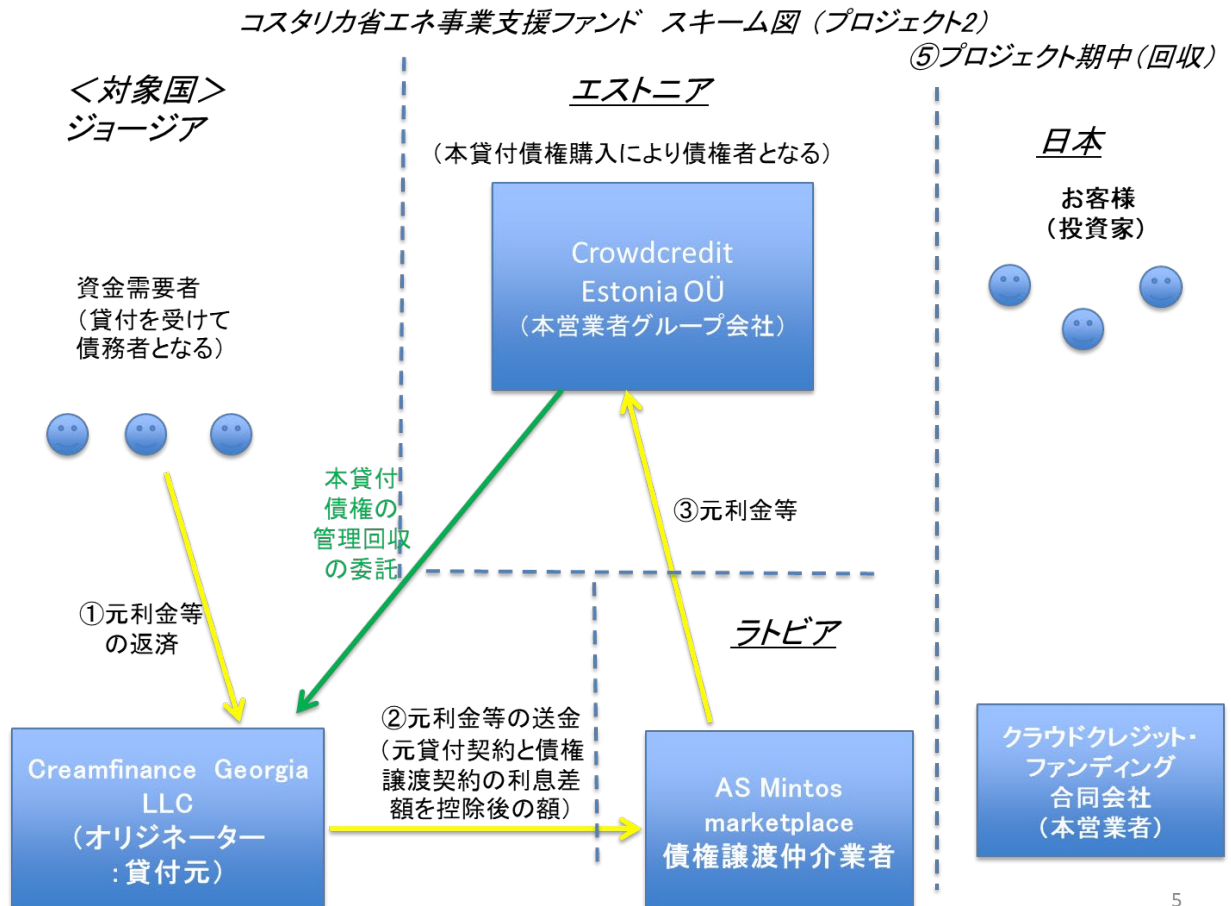 コスタリカ省エネ事業支援ファンド　スキーム図（プロジェクト2）
⑤プロジェクト期中（回収）
＜対象国＞
ジョージア
エストニア
日本
（本貸付債権購入により債権者となる）
お客様
（投資家）
Crowdcredit
Estonia OÜ
（本営業者グループ会社）
資金需要者
（貸付を受けて
債務者となる）
本貸付
債権の
管理回収
の委託
③元利金等
①元利金等
の返済
ラトビア
②元利金等の送金
（元貸付契約と債権
譲渡契約の利息差
額を控除後の額）
Creamfinance Georgia
LLC
（オリジネーター
：貸付元）
AS Mintos
marketplace
債権譲渡仲介業者
クラウドクレジット・
ファンディング
合同会社
（本営業者）
5